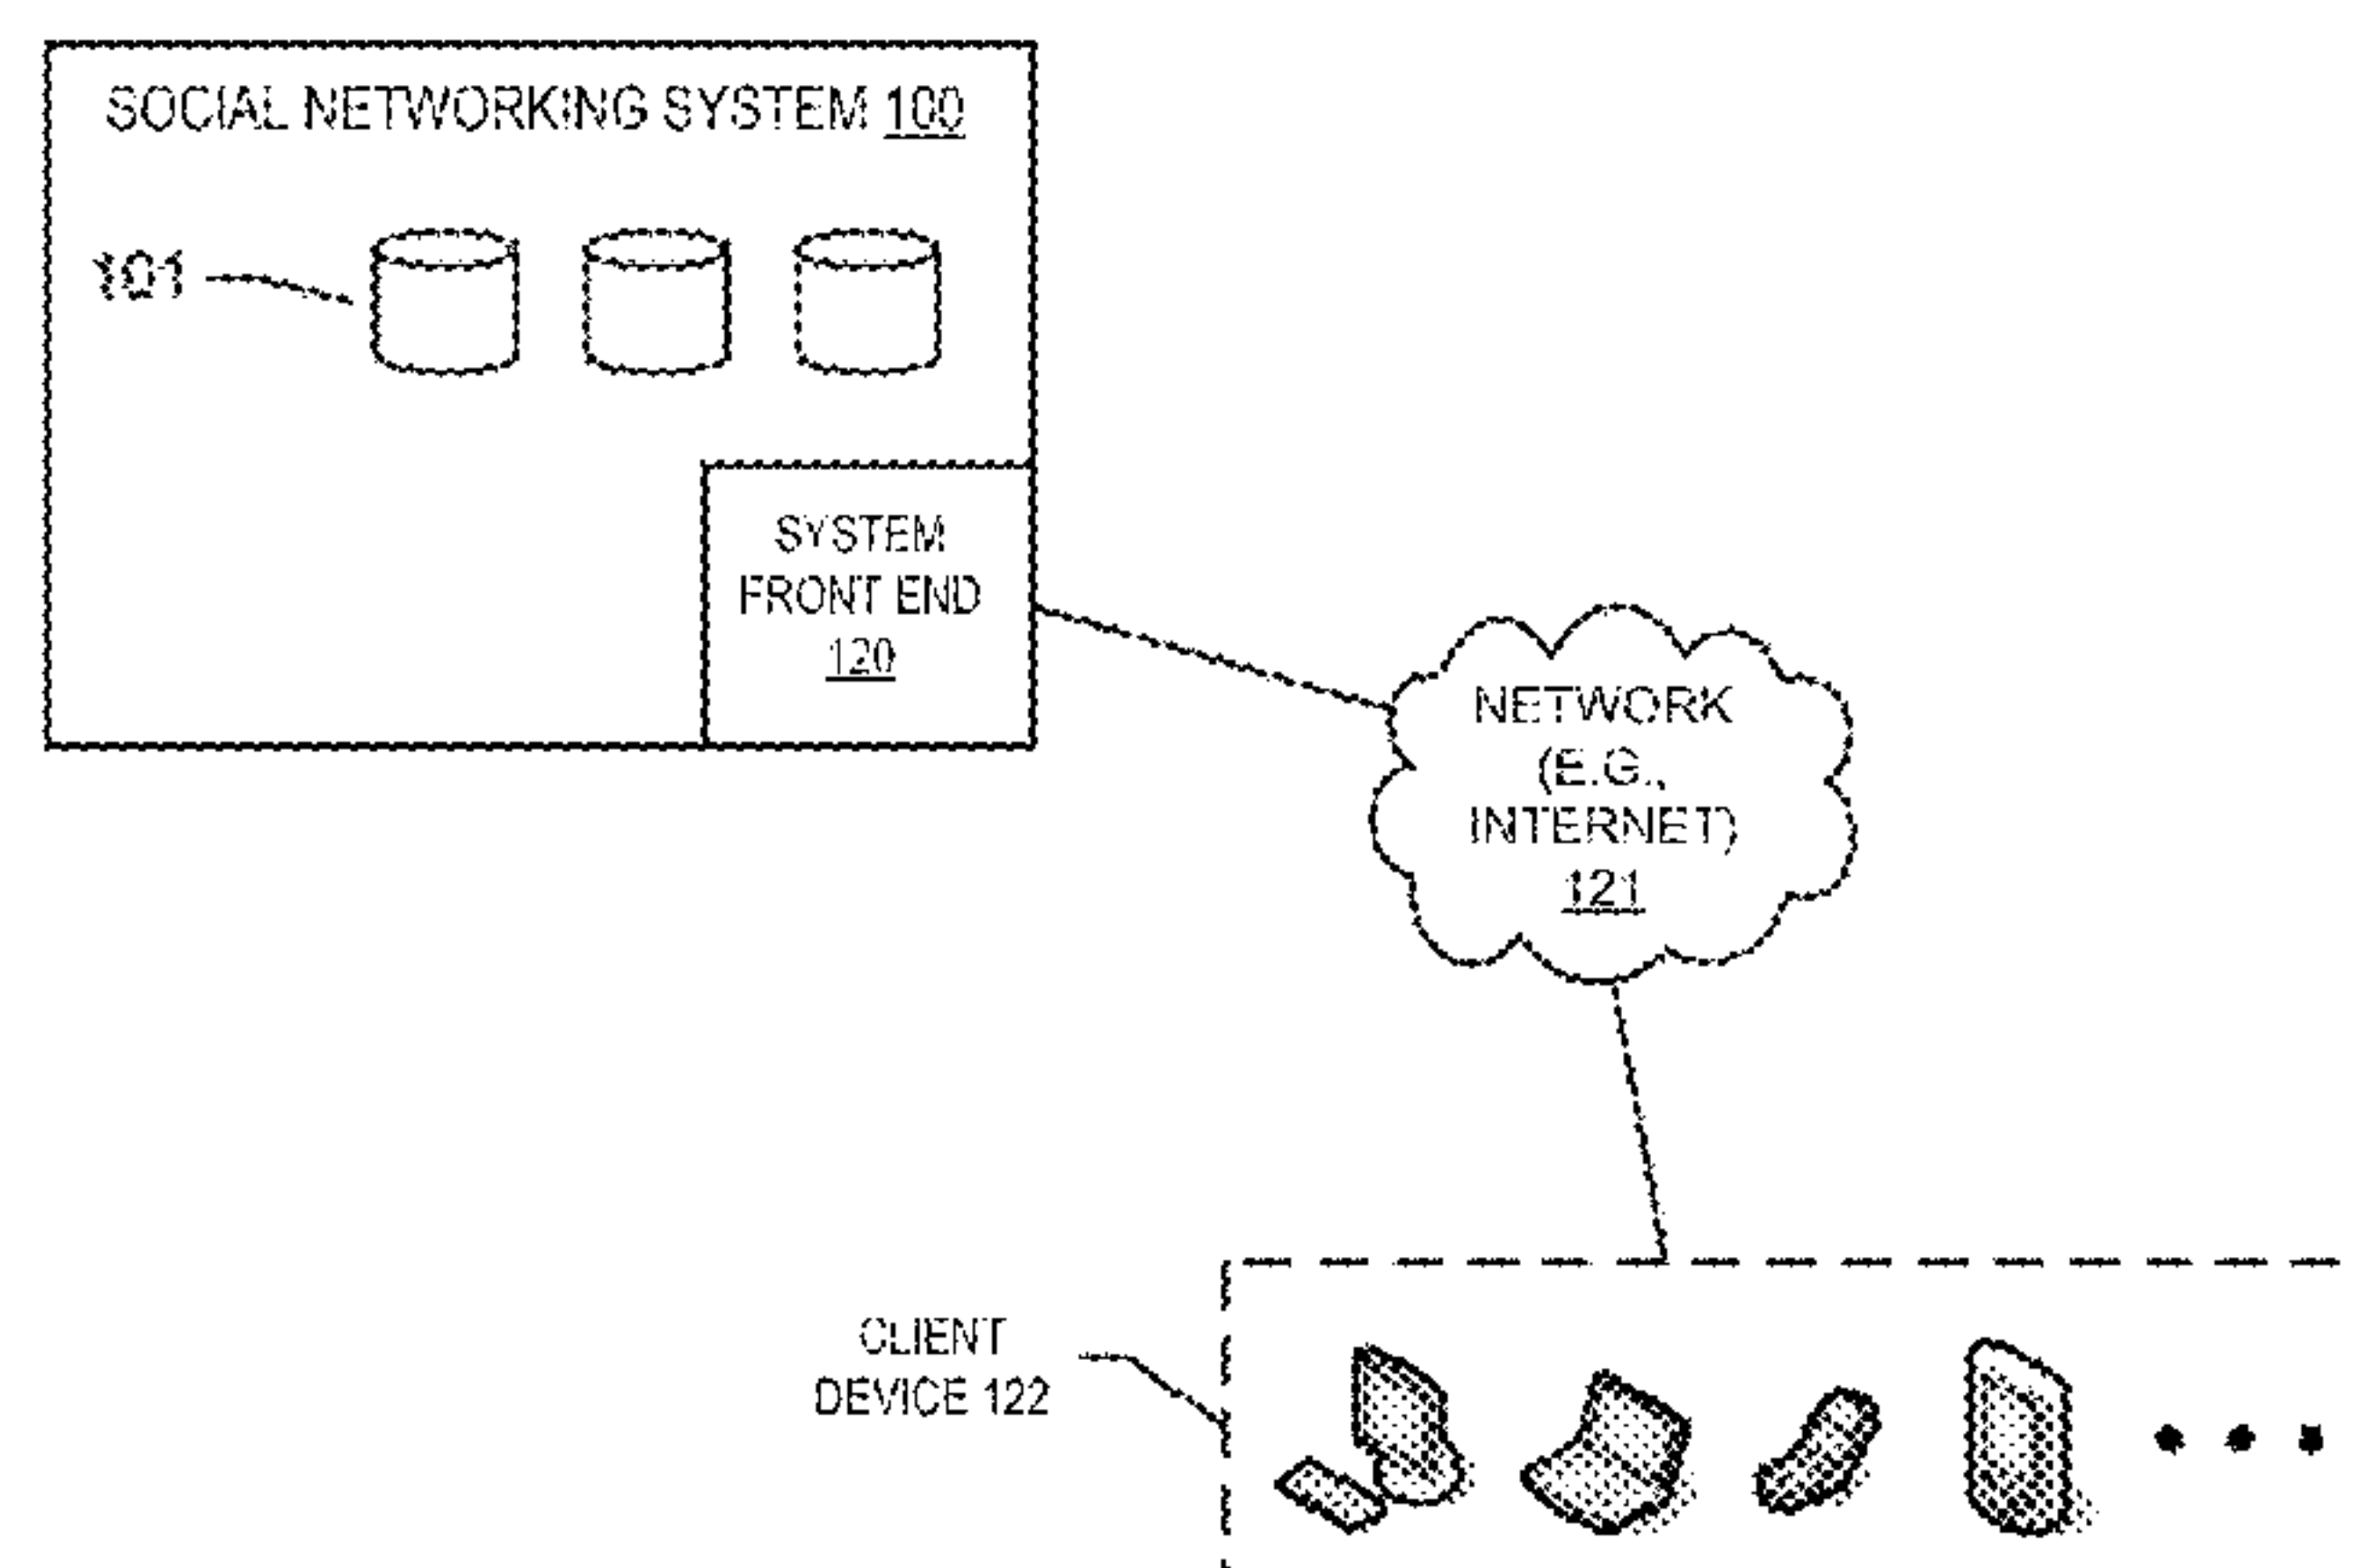 SOCIAL NETWORKING SYSTEM 100
101
SYSTEM
FRONT END
120
NETWORK
(E.G.,
INTERNET)
121
CLIENT
DEVICE 122